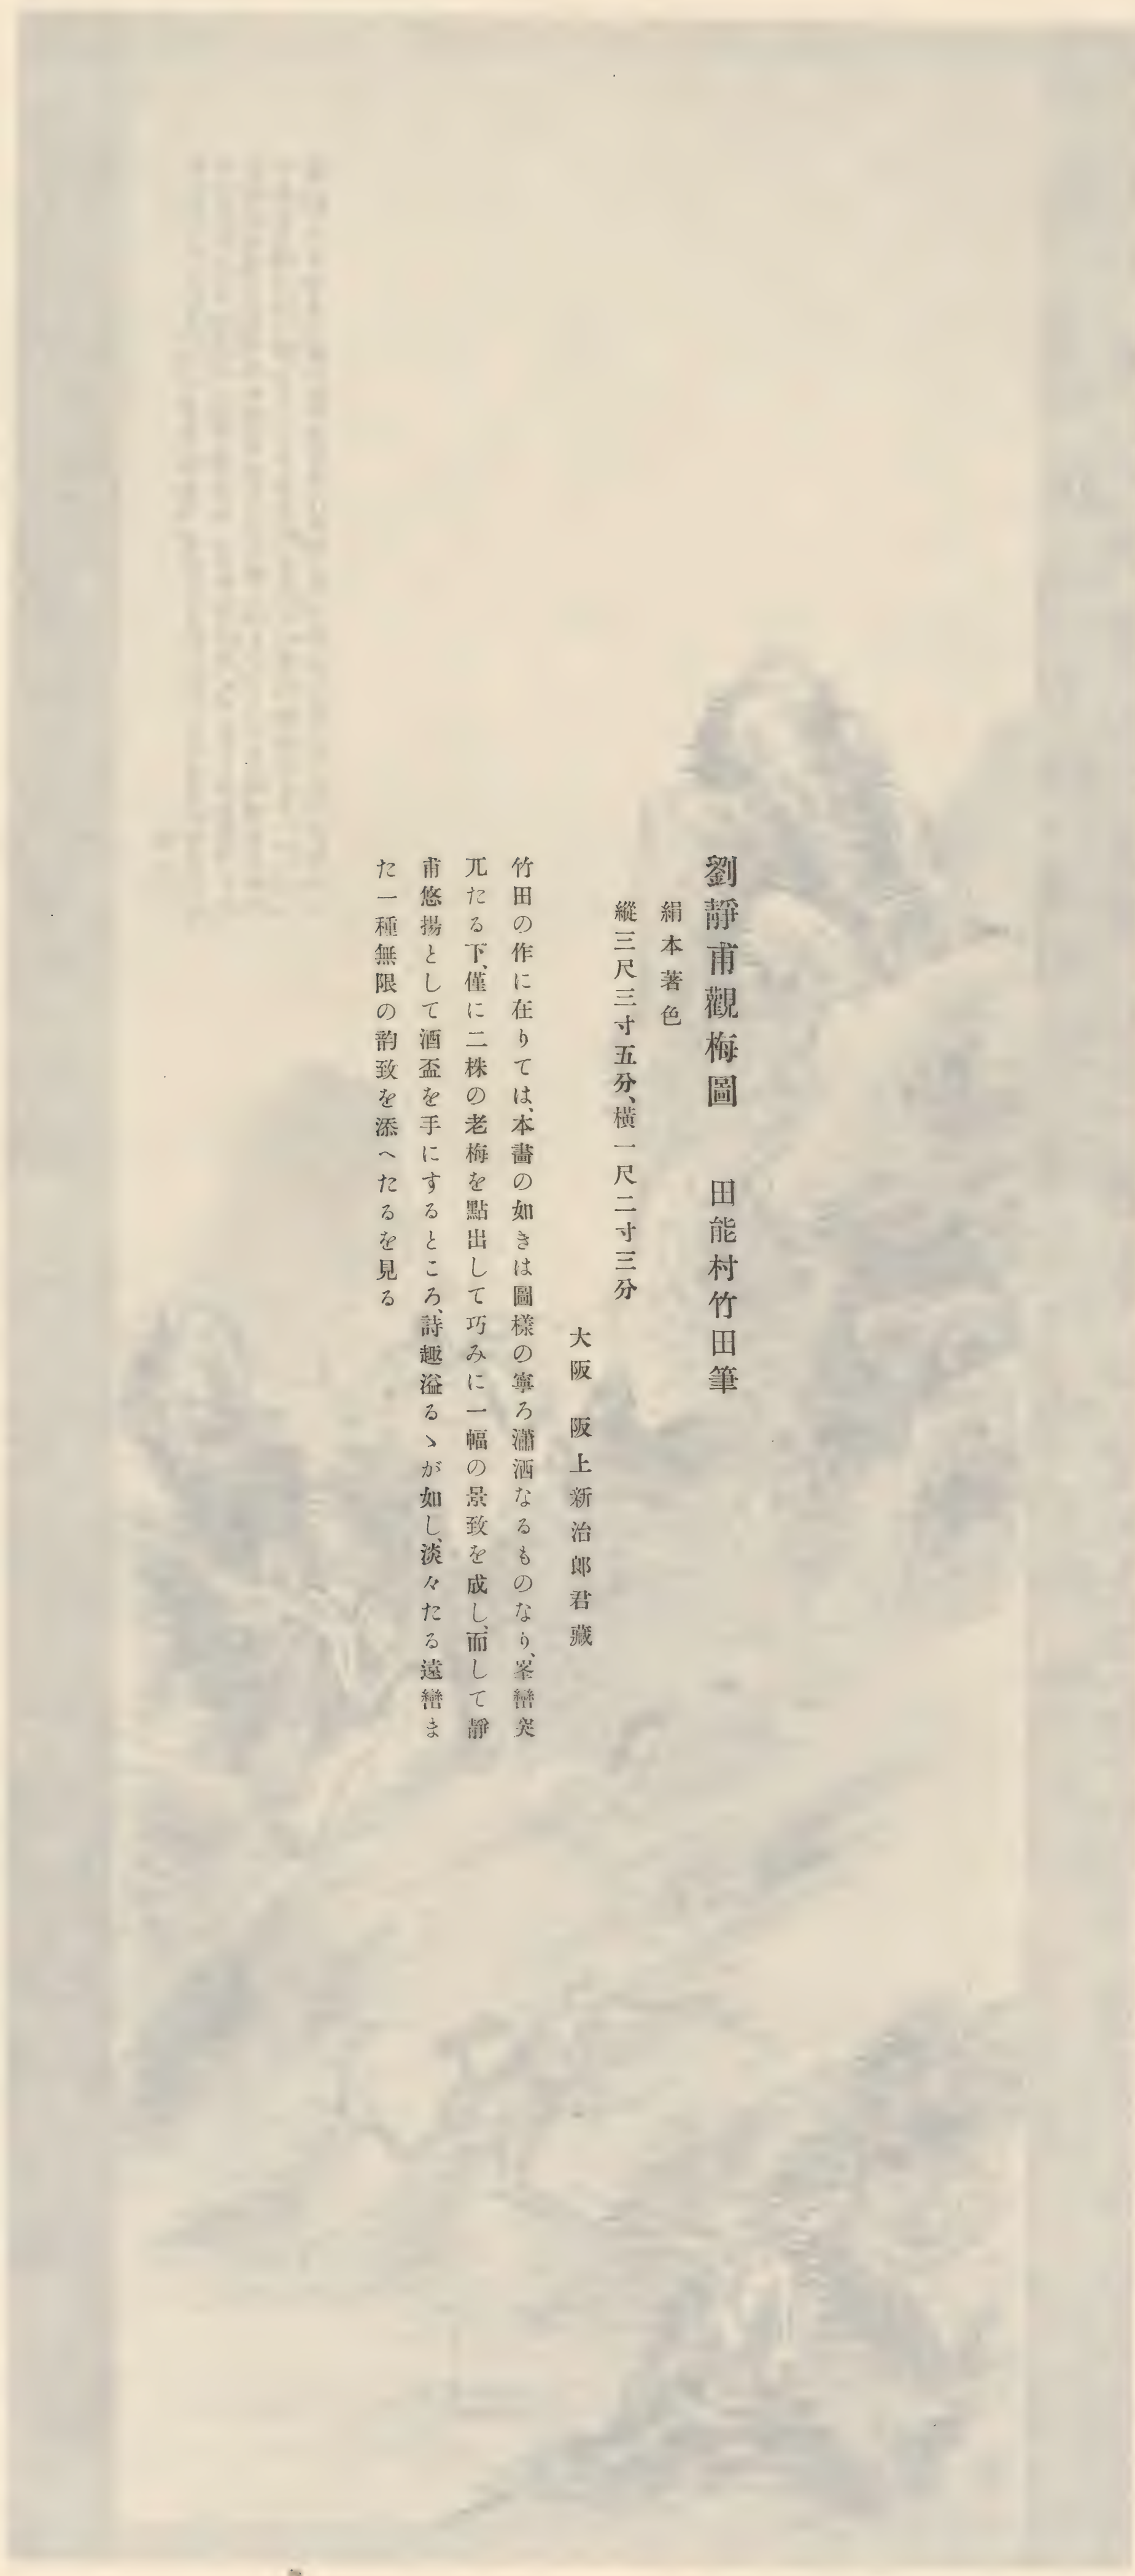 劉靜甫觀梅圖　田能村竹田筆
絹本著色
縱三尺三寸五分、橫一尺二寸三分
大阪　阪上新治郎君藏
竹田の作に在りては、本畫の如きは圖樣の寧ろ瀟洒なるものなり、峯巒突
兀たる下、僅に二株の老梅を點出して巧みに一幅の景致を成し、而して靜
甫悠揚として酒盃を手にするところ、詩趣溢るゝが如し、淡々たる遠巒ま
た一種無限の韵致を添へたるを見る